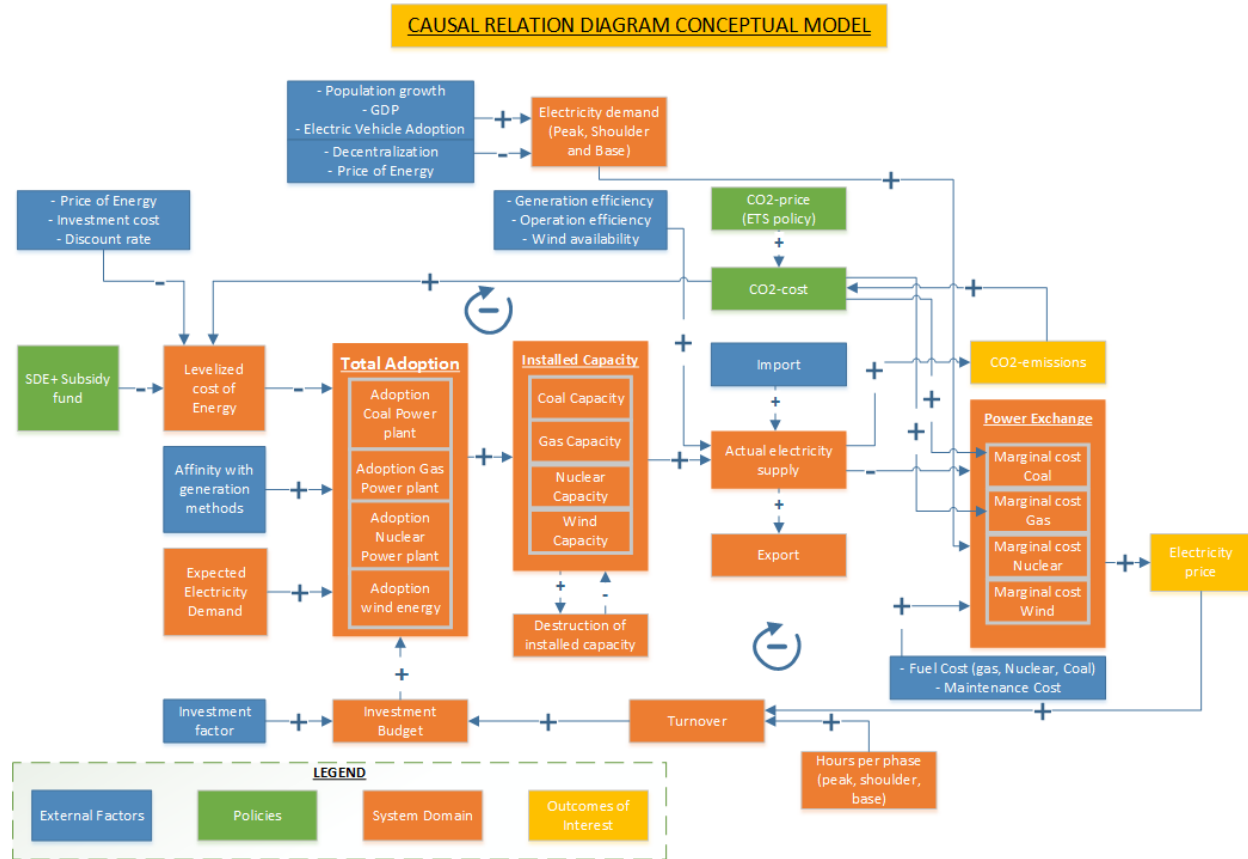 CAUSAL RELATION DIAGRAM CONCEPTUAL MODEL
- Population growth
- GDP
- Electric Vehicle Adoption
- Decentralization
- Price of Energy
+
-
Electricity demand
(Peak, Shoulder
and Base)
+
- Price of Energy
- Investment cost
- Discount rate
-
- Generation efficiency
- Operation efficiency
- Wind availability
+
CO2-price
(ETS policy)
+
CO2-cost
+
+
+
+
-
SDE+ Subsidy
fund
-
Levelized
cost of
Energy
-
Affinity with
generation
methods
+
Expected
Electricity
Demand
+
Total Adoption
Adoption
Coal Power
plant
Adoption Gas
Power plant
Adoption
Nuclear
Power plant
Adoption
wind energy
+
Installed Capacity
Coal Capacity
Gas Capacity
Nuclear
Capacity
Wind
Capacity
+
+
-
Destruction of
installed capacity
Import
+
Actual electricity
supply
+
Export
+
-
CO2-emissions
Power Exchange
Marginal cost
Coal
Marginal cost
Gas
Marginal cost
Nuclear
Marginal cost
Wind
+
Electricity
price
+
- Fuel Cost (gas, Nuclear, Coal)
- Maintenance Cost
-
+
Investment
factor
+
Investment
Budget
+
Turnover
+
+
Hours per phase
(peak, shoulder,
base)
LEGEND
External Factors
Policies
System Domain
Outcomes of
Interest